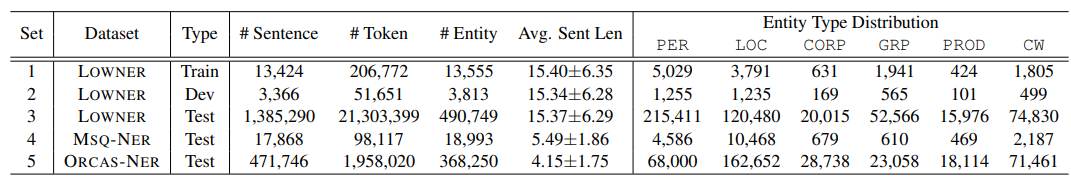 Set Dataset Type # Sentence # Token # Entity Avg. Sent Len Entity Type Distribution
PER LOC CORP GRP PROD CW
1 LOWNER Train 13,424 206,772 13,555 15.40±6.35 5,029 3,791 631 1,941 424 1,805
2 LOWNER Dev 3,366 51,651 3,813 15.34±6.28 1,255 1,235 169 565 101 499
3 LOWNER Test 1,385,290 21,303,399 490,749 15.37±6.29 215,411 120,480 20,015 52,566 15,976 74,830
4 MSQ-NER Test 17,868 98,117 18,993 5.49±1.86 4,586 10,468 679 610 469 2,187
5 ORCAS-NER Test 471,746 1,958,020 368,250 4.15±1.75 68,000 162,652 28,738 23,058 18,114 71,461